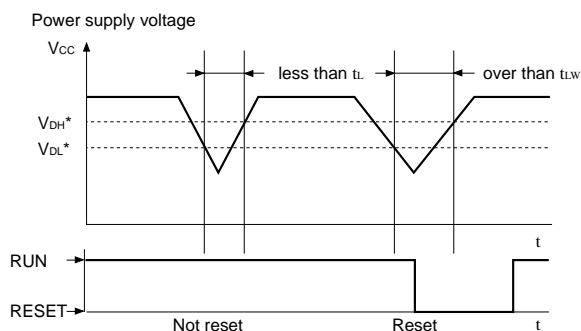 Power supply voltage
Vcc
less than tL
over than tLW
VDH*
VDL*
t
RUN
RESET
Not reset
Reset
t